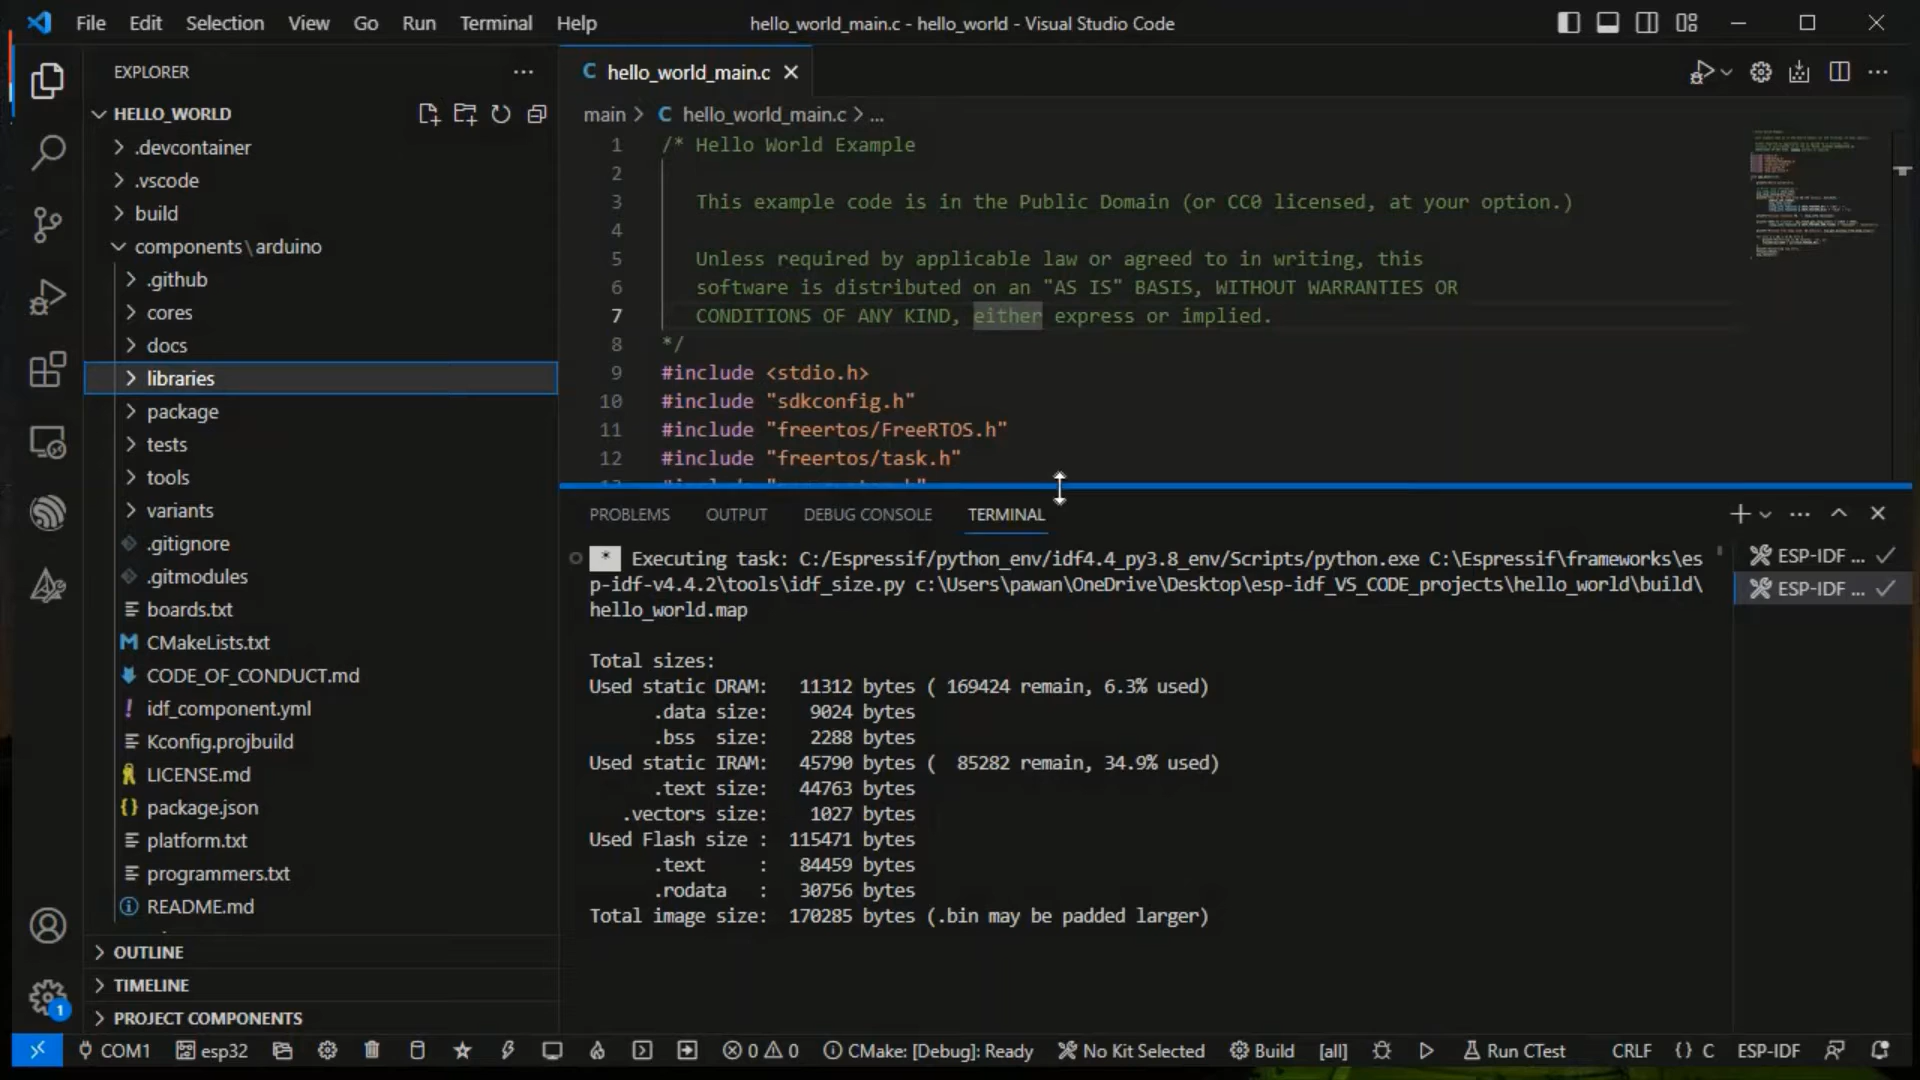 File Edit Selection View Go Run Terminal Help
hello_world_main.c - hello_world - Visual Studio Code
EXPLORER
HELLO_WORLD
.devcontainer
.vscode
build
components\arduino
.github
cores
docs
libraries
package
tests
tools
variants
.gitignore
.gitmodules
boards.txt
CMakeLists.txt
CODE_OF_CONDUCT.md
idf_component.yml
Kconfig.projbuild
LICENSE.md
package.json
platform.txt
programmers.txt
README.md
OUTLINE
TIMELINE
PROJECT COMPONENTS
1
C hello_world_main.c
main > C hello_world_main.c > ...
1 /* Hello World Example
2
3 This example code is in the Public Domain (or CC0 licensed, at your option.)
4
5 Unless required by applicable law or agreed to in writing, this
6 software is distributed on an "AS IS" BASIS, WITHOUT WARRANTIES OR
7 CONDITIONS OF ANY KIND, either express or implied.
8 */
9 #include <stdio.h>
10 #include "sdkconfig.h"
11 #include "freertos/FreeRTOS.h"
12 #include "freertos/task.h"
PROBLEMS OUTPUT DEBUG CONSOLE TERMINAL
* Executing task: C:/Espressif/python_env/idf4.4_py3.8_env/Scripts/python.exe C:\Espressif\frameworks\es
p-idf-v4.4.2\tools\idf_size.py c:\Users\pawan\OneDrive\Desktop\esp-idf_VS_CODE_projects\hello_world\build\
hello_world.map
Total sizes:
Used static DRAM: 11312 bytes ( 169424 remain, 6.3% used)
.data size: 9024 bytes
.bss size: 2288 bytes
Used static IRAM: 45790 bytes ( 85282 remain, 34.9% used)
.text size: 44763 bytes
.vectors size: 1027 bytes
Used Flash size : 115471 bytes
.text : 84459 bytes
.rodata : 30756 bytes
Total image size: 170285 bytes (.bin may be padded larger)
ESP-IDF ...
ESP-IDF ...
COM1 esp32 0 0 CMake: [Debug]: Ready No Kit Selected Build [all] Run CTest CRLF {} C ESP-IDF